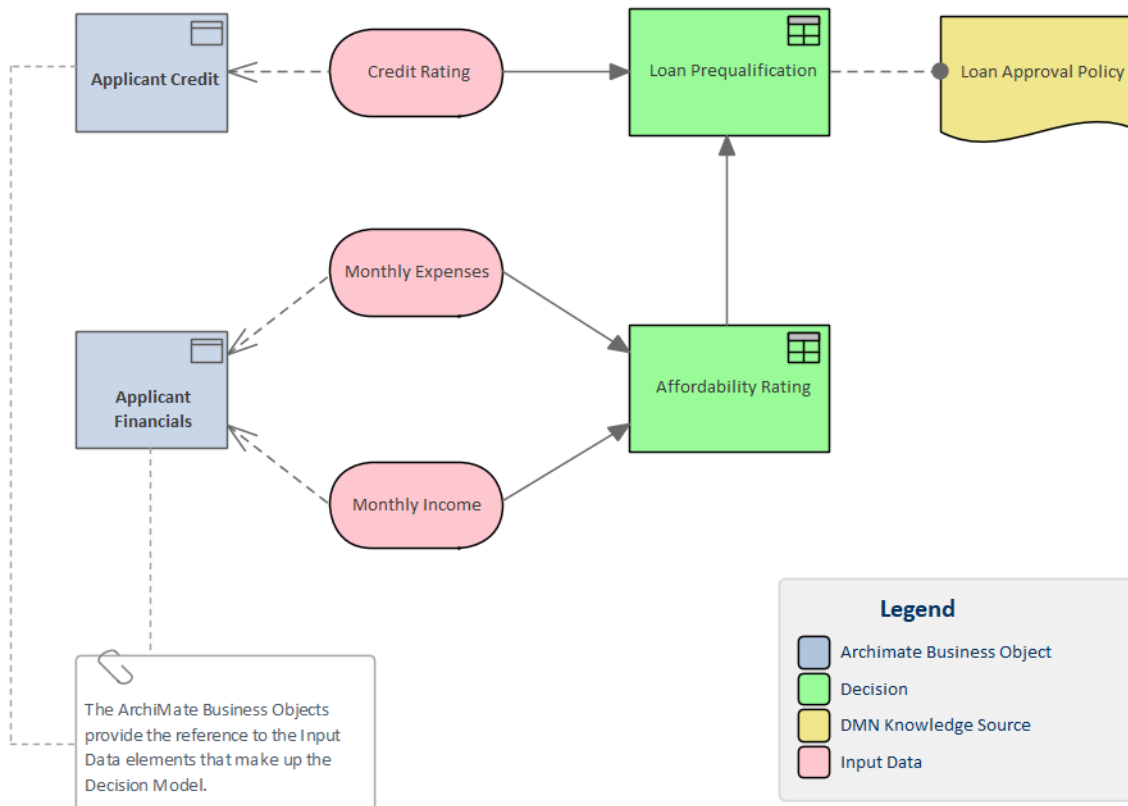 Applicant Credit
Credit Rating
Loan Prequalification
Loan Approval Policy
Monthly Expenses
Applicant
Financials
Affordability Rating
Monthly Income
Legend
Archimate Business Object
Decision
DMN Knowledge Source
Input Data
The ArchiMate Business Objects
provide the reference to the Input
Data elements that make up the
Decision Model.